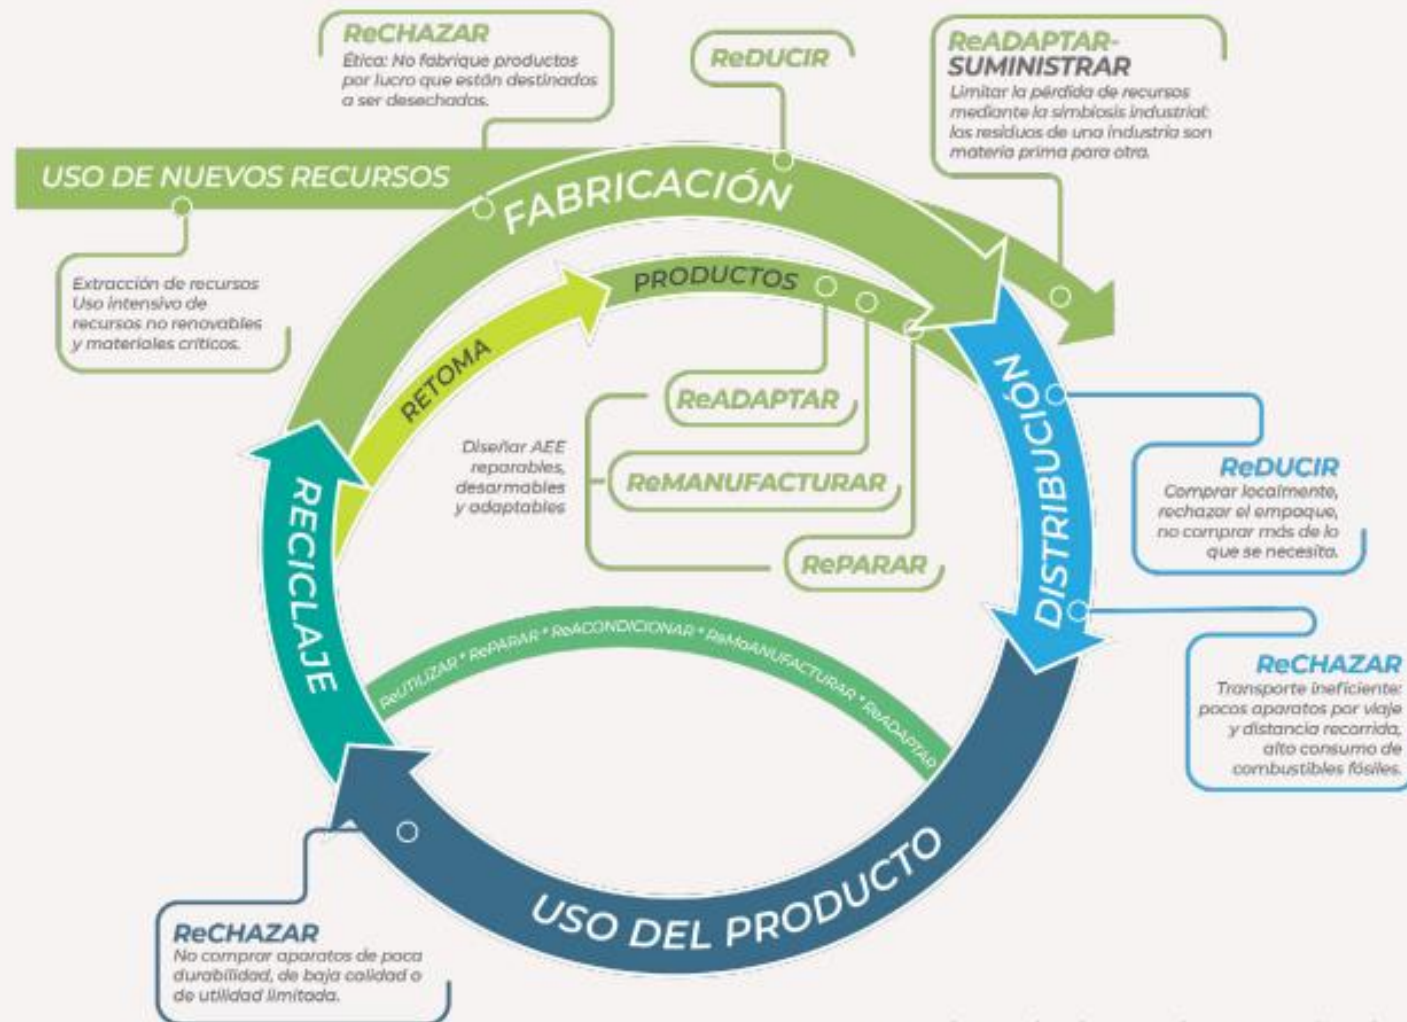 ReCHAZAR
Ética: No fabrique productos
por lucro que están destinados
a ser desechados.
ReDUCIR
ReADAPTAR-
SUMINISTRAR
Limitar la pérdida de recursos
mediante la simbiosis industrial:
los residuos de una industria son
materia prima para otra.
USO DE NUEVOS RECURSOS
FABRICACIÓN
Extracción de recursos
Uso intensivo de
recursos no renovables
y materiales críticos.
PRODUCTOS
RETOMA
ReADAPTAR
Diseñar AEE
reparables,
desarmables
y adaptables
ReMANUFACTURAR
RePARAR
DISTRIBUCIÓN
ReDUCIR
Comprar localmente,
rechazar el empaque,
no comprar más de lo
que se necesita.
RECICLAJE
ReUTILIZAR * RePARAR * ReACONDICIONAR * ReMaANUFACTURAR * ReADAPTAR
ReCHAZAR
Transporte ineficiente:
pocos aparatos por viaje
y distancia recorrida,
alto consumo de
combustibles fósiles.
USO DEL PRODUCTO
ReCHAZAR
No comprar aparatos de poca
durabilidad, de baja calidad o
de utilidad limitada.